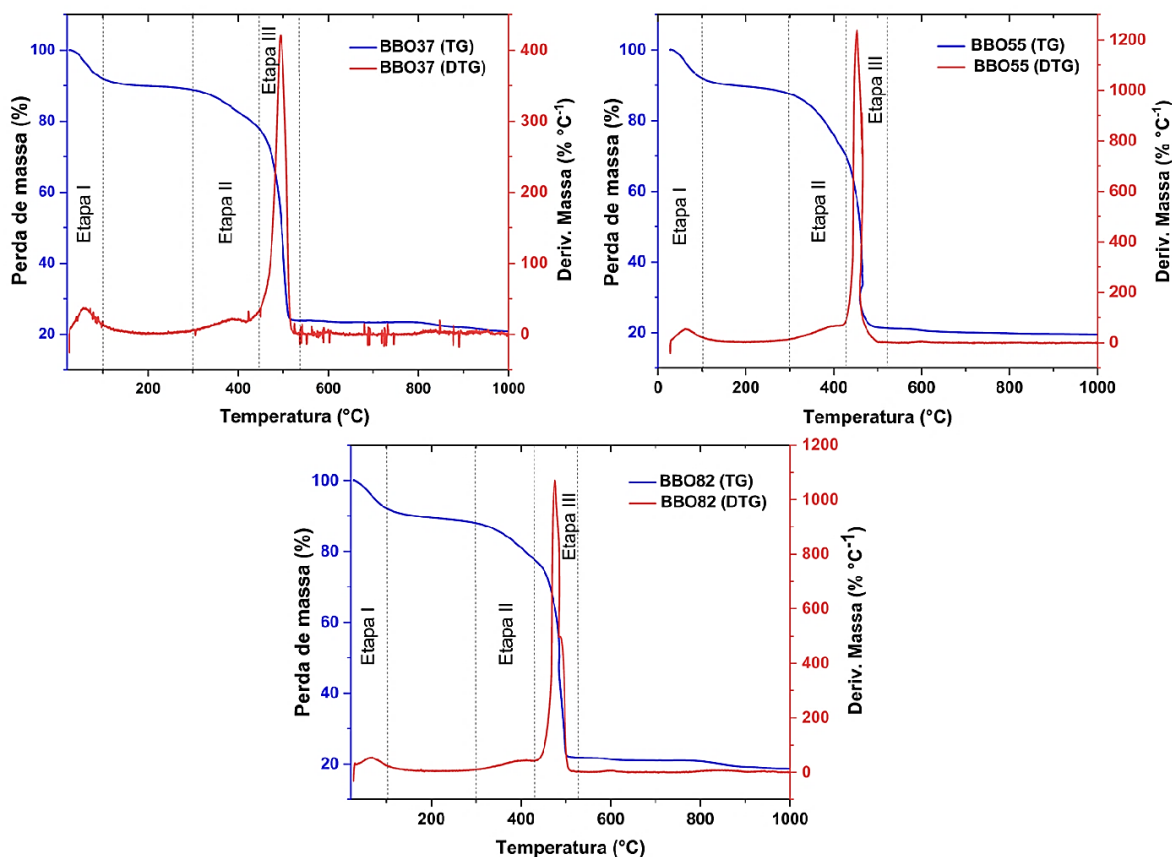 BBO37 (TG)
BBO37 (DTG)
Etapa I
Etapa II
Etapa III
Perda de massa (%)
100
80
60
40
20
Deriv. Massa (% °C⁻¹)
400
300
200
100
0
200
400
600
800
1000
Temperatura (°C)
BBO55 (TG)
BBO55 (DTG)
Etapa I
Etapa II
Etapa III
Perda de massa (%)
100
80
60
40
20
Deriv. Massa (% °C⁻¹)
1200
1000
800
600
400
200
0
0
200
400
600
800
1000
Temperatura (°C)
BBO82 (TG)
BBO82 (DTG)
Etapa I
Etapa II
Etapa III
Perda de massa (%)
100
80
60
40
20
Deriv. Massa (% °C⁻¹)
1200
1000
800
600
400
200
0
200
400
600
800
1000
Temperatura (°C)